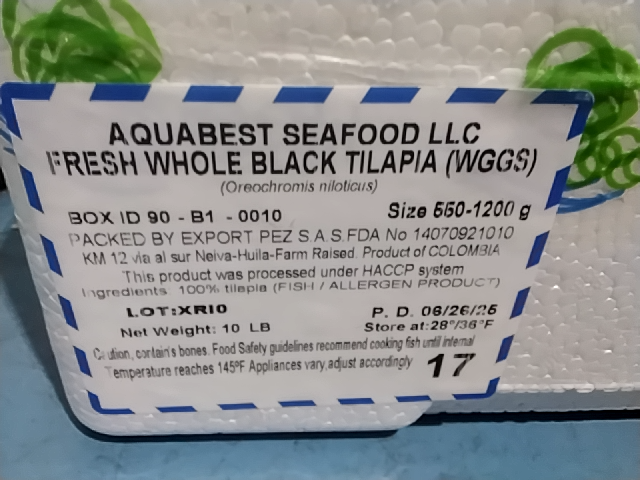 AQUABEST SEAFOOD LLC
FRESH WHOLE BLACK TILAPIA (WGGS)
(Oreochromis niloticus)
BOX ID 90 - B1 - 0010 Size 550-1200 g
PACKED BY EXPORT PEZ S.A.S.FDA No 14070921010
KM 12 via al sur Neiva-Huila-Farm Raised. Product of COLOMBIA
This product was processed under HACCP system
Ingredients: 100% tilapia (FISH / ALLERGEN PRODUCT)
LOT:XRI0 P. D. 06/26/25
Net Weight: 10 LB Store at:28°/36°F
Caution, contain's bones. Food Safety guidelines recommend cooking fish until internal
Temperature reaches 145ºF Appliances vary,adjust accordingly 17